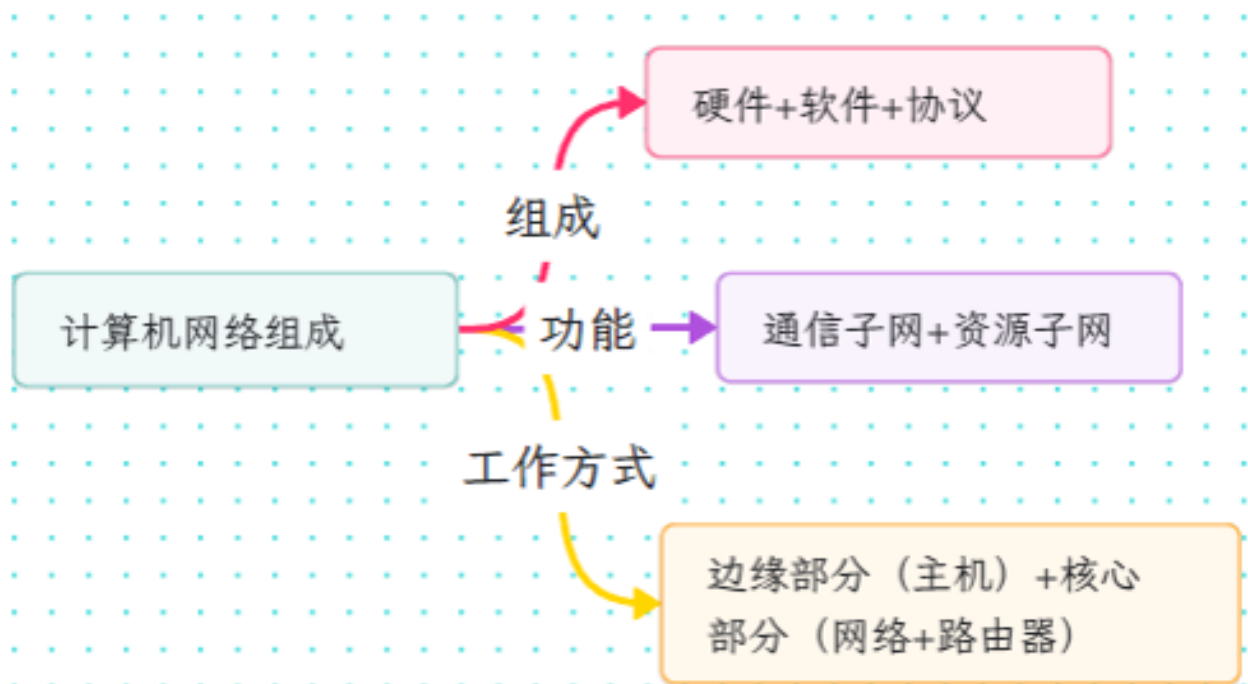 硬件+软件+协议
组成
计算机网络组成
功能
通信子网+资源子网
工作方式
边缘部分（主机）+核心
部分（网络+路由器）